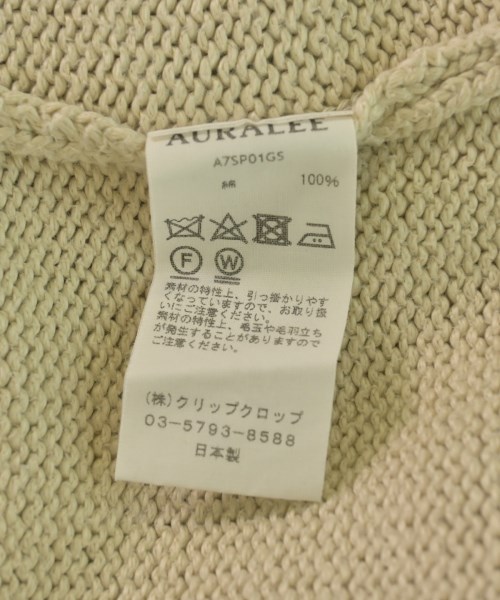 AURALEE
A7SP01GS
綿 100%
F W
素材の特性上、引っ掛かりやす
くなっていますので、お取り扱
いにご注意ください。
素材の特性上、毛玉や毛羽立ち
が発生することがありますので
ご注意ください。
(株)クリップクロップ
03-5793-8588
日本製